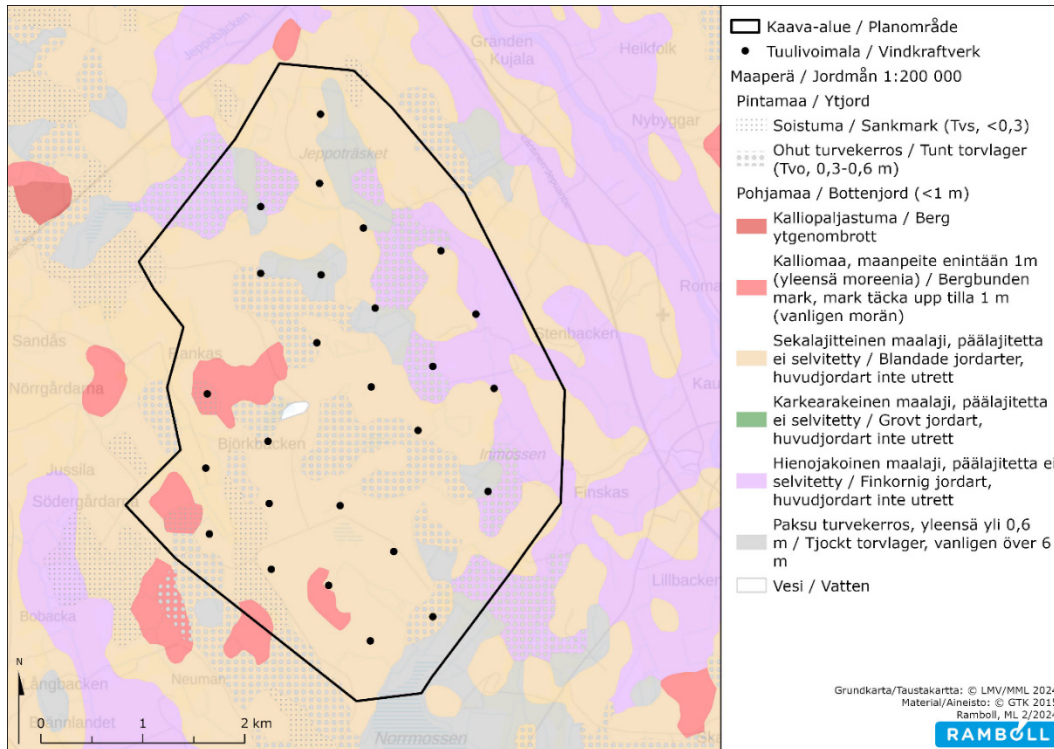 Jeppobäcken
Granden
Kujala
Heikfolk
Nybyggar
Jeppoträsket
Roma
Stenbacken
Sandås
Rankas
Nörrgårdarna
Kau
Björkbacken
Inmossen
Jussila
Södergårdarna
Finskas
Lillbacken
Bobacka
Neuman
Långbacken
Brännlandet
Norrmossen
Ska
N
0 1 2 km
Kaava-alue / Planområde
Tuulivoimala / Vindkraftverk
Maaperä / Jordmån 1:200 000
Pintamaa / Ytjord
Soistuma / Sankmark (Tvs, <0,3)
Ohut turvekerros / Tunt torvlager
(Tvo, 0,3-0,6 m)
Pohjamaa / Bottenjord (<1 m)
Kalliopaljastuma / Berg
ytgenombrott
Kalliomaa, maanpeite enintään 1m
(yleensä moreenia) / Bergbunden
mark, mark täcka upp tilla 1 m
(vanligen morän)
Sekalajitteinen maalaji, päälajitetta
ei selvitetty / Blandade jordarter,
huvudjordart inte utrett
Karkearakeinen maalaji, päälajitetta
ei selvitetty / Grovt jordart,
huvudjordart inte utrett
Hienojakoinen maalaji, päälajitetta ei
selvitetty / Finkornig jordart,
huvudjordart inte utrett
Paksu turvekerros, yleensä yli 0,6
m / Tjockt torvlager, vanligen över 6
m
Vesi / Vatten
Grundkarta/Taustakartta: © LMV/MML 2024
Material/Aineisto: © GTK 2015
Ramboll, ML 2/2024
RAMBOLL